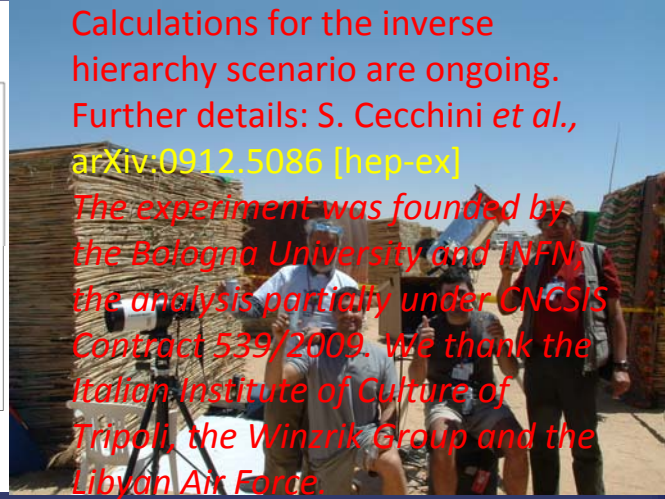 Calculations for the inverse
hierarchy scenario are ongoing.
Further details: S. Cecchini et al.,
arXiv:0912.5086 [hep-ex]
The experiment was founded by
the Bologna University and INFN;
the analysis partially under CNCSIS
Contract 539/2009. We thank the
Italian Institute of Culture of
Tripoli, the Winzrik Group and the
Libyan Air Force.